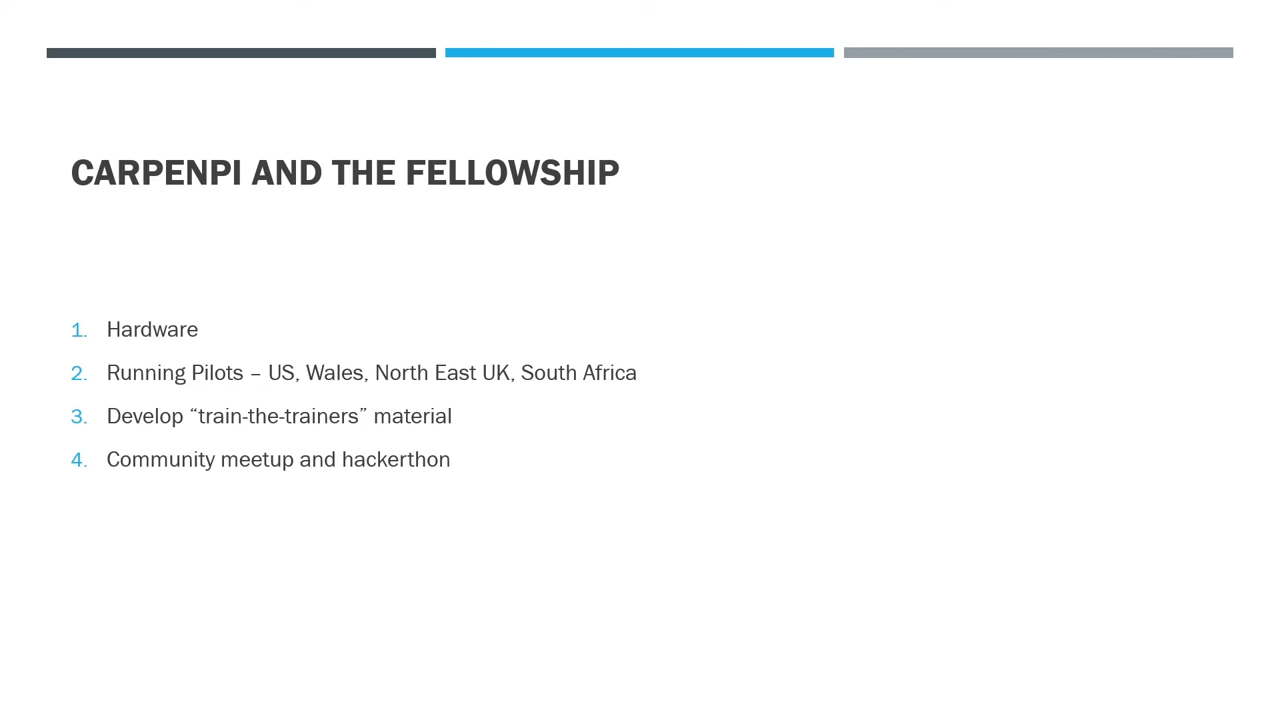 CARPENPI AND THE FELLOWSHIP
1. Hardware
2. Running Pilots – US, Wales, North East UK, South Africa
3. Develop “train-the-trainers” material
4. Community meetup and hackerthon